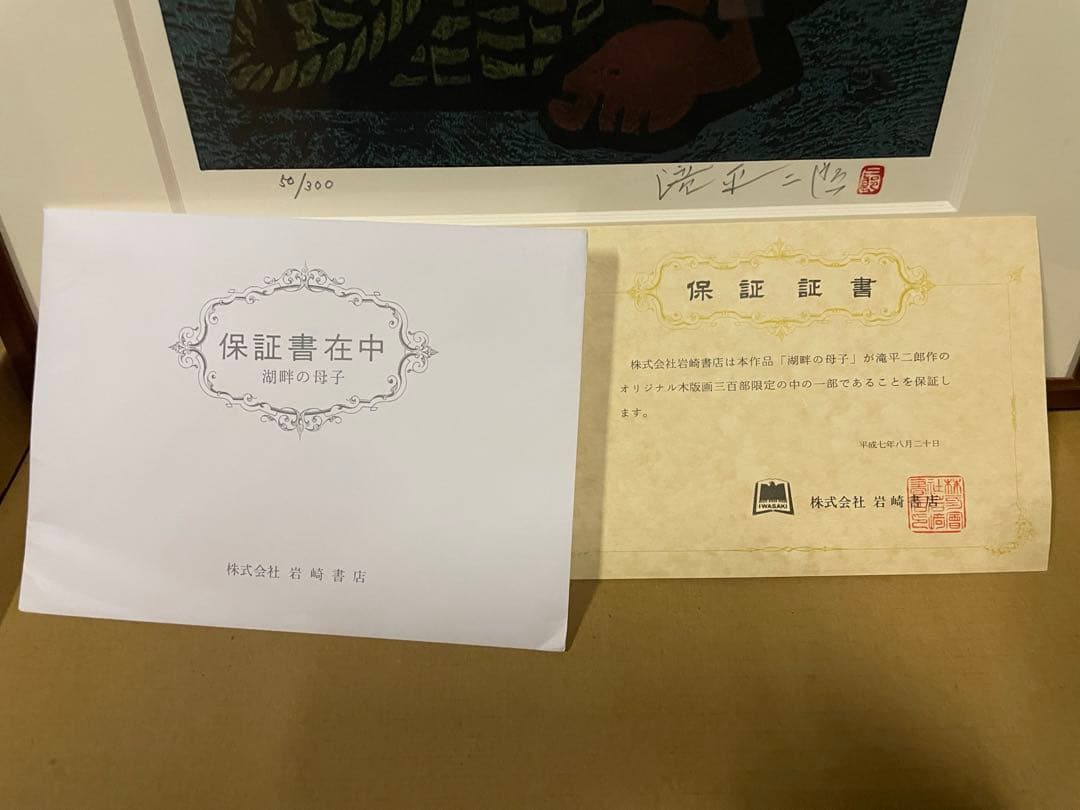 50/300
滝平二郎
保証書在中
湖畔の母子
株式会社 岩崎書店
保証証書
株式会社岩崎書店は本作品「湖畔の母子」が滝平二郎作の
オリジナル木版画三百部限定の中の一部であることを保証し
ます。
平成七年八月二十日
IWASAKI
株式会社 岩崎書店